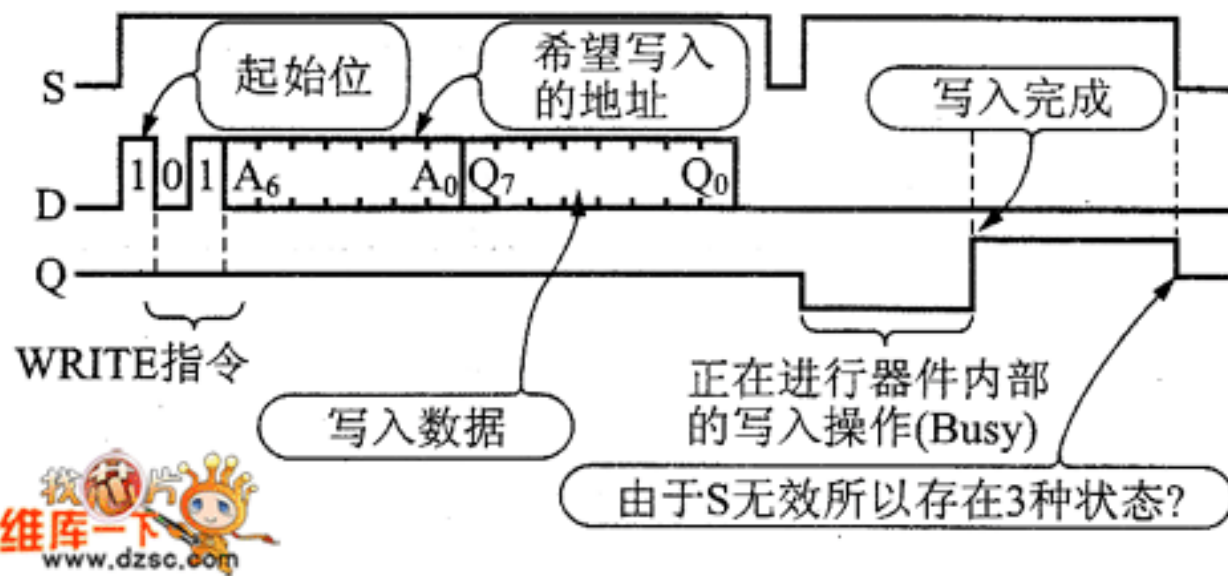 起始位
希望写入
的地址
S
写入完成
D
1 0 1 A6 A0 Q7 Q0
Q
WRITE指令
正在进行器件内部
的写入操作(Busy)
写入数据
由于S无效所以存在3种状态?
找芯片
维库一下
www.dzsc.com